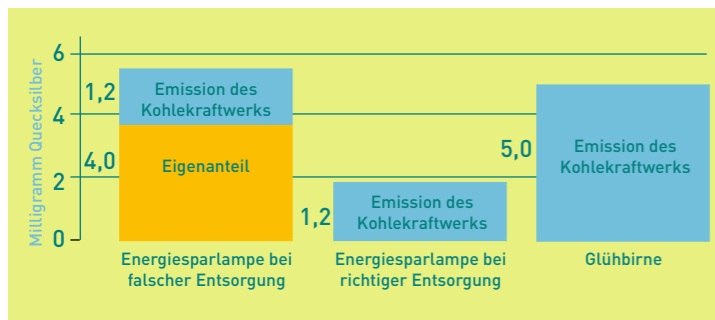 Milligramm Quecksilber
6
4
2
0
1,2
4,0
Emission des
Kohlekraftwerks
Eigenanteil
1,2
Emission des
Kohlekraftwerks
5,0
Emission des
Kohlekraftwerks
Energiesparlampe bei
falscher Entsorgung
Energiesparlampe bei
richtiger Entsorgung
Glühbirne